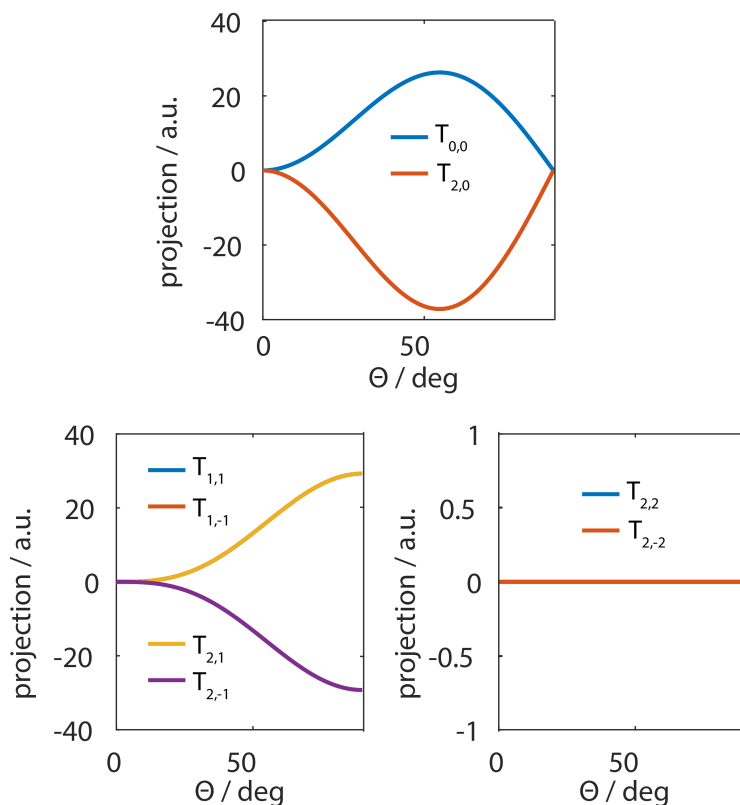 40
20
0
-20
-40
projection / a.u.
T0,0
T2,0
0
50
Θ / deg
40
20
0
-20
-40
projection / a.u.
T1,1
T1,-1
T2,1
T2,-1
0
50
Θ / deg
1
0.5
0
-0.5
-1
projection / a.u.
T2,2
T2,-2
0
50
Θ / deg